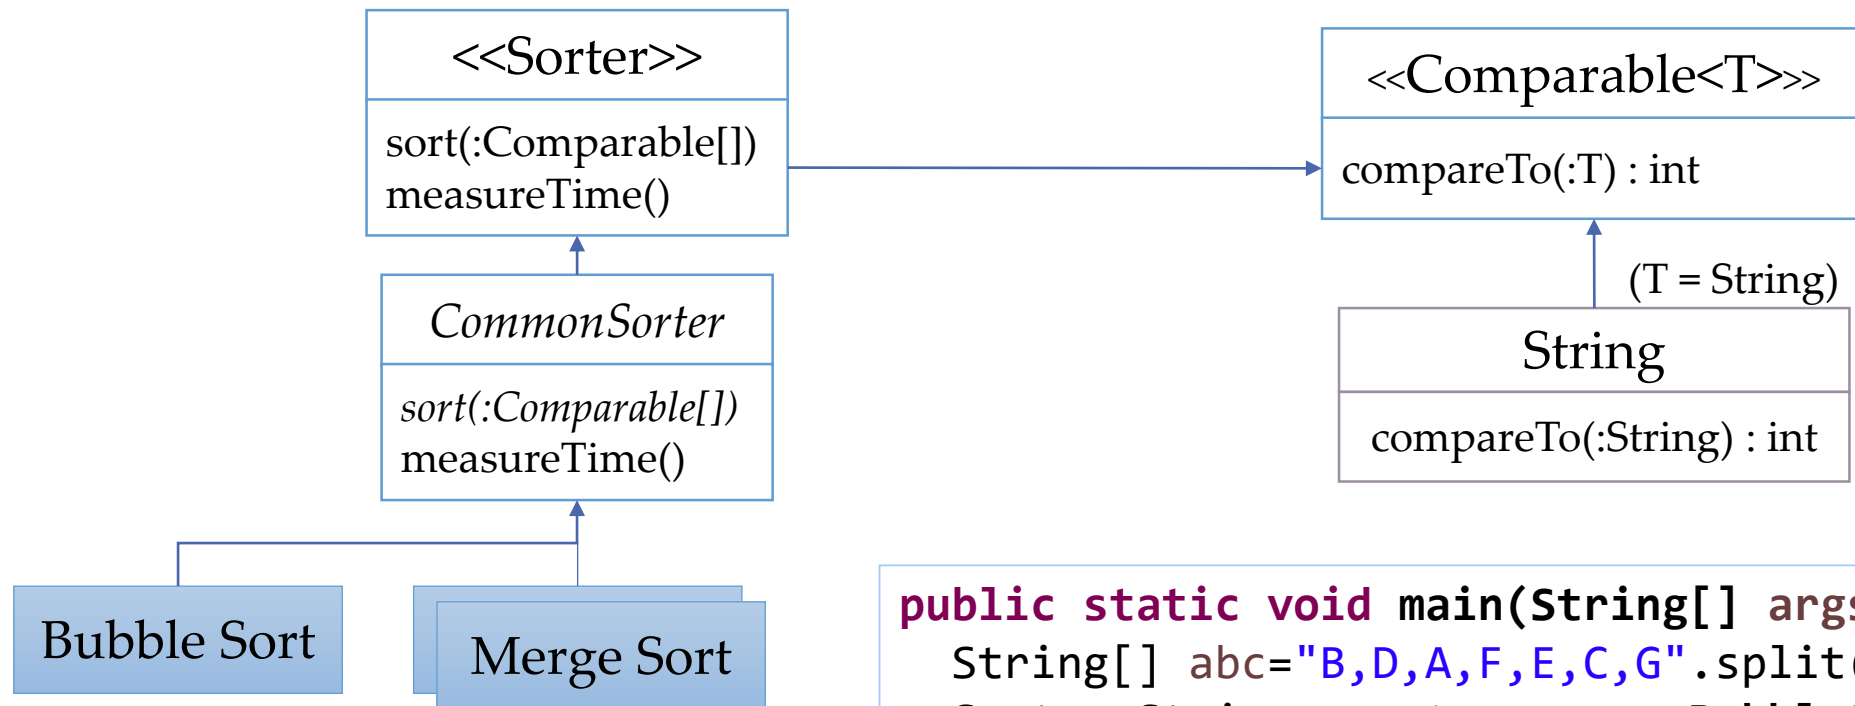 <<Sorter>>
sort(:Comparable[])
measureTime()
<<Comparable<T>>>
compareTo(:T) : int
(T = String)
CommonSorter
sort(:Comparable[])
measureTime()
String
compareTo(:String) : int
Bubble Sort
Merge Sort
public static void main(String[] args
String[] abc="B,D,A,F,E,C,G".split(